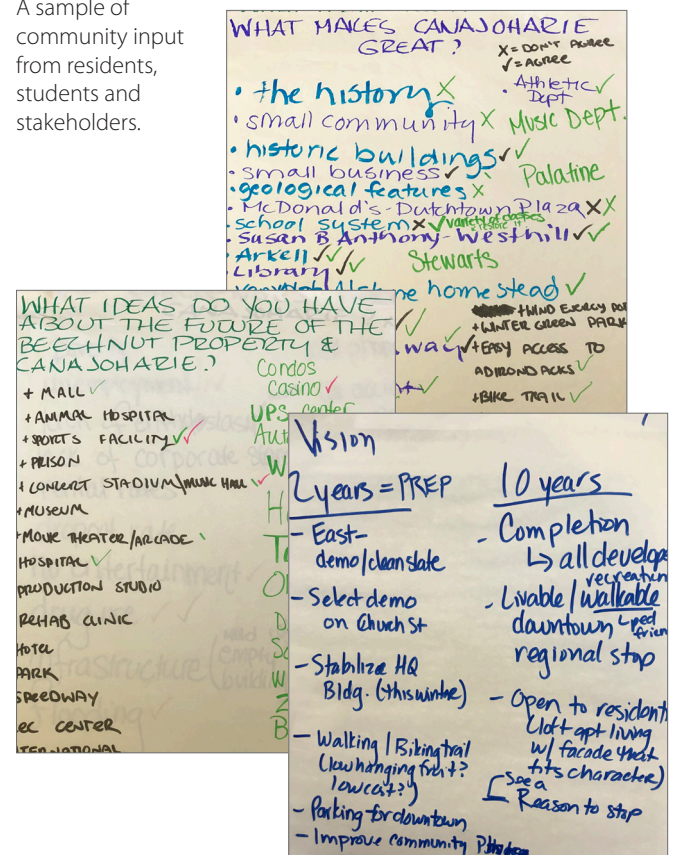 A sample of
community input
from residents,
students and
stakeholders.
WHAT MAKES CANAJOHARIE
GREAT?
X = DON'T AGREE
√ = AGREE
• the history X
• Athletic √
Dept
• small community X
Music Dept.
• historic buildings √ √
• small business √
Palatine
• geological features X
• McDonald's - Dutchtown Plaza X X
• school system X √ variety of classes
• Susan B Anthony - Westhill √ √
• Arkell √ √ √
Stewarts
• Library √ √
homestead √
+ WIND ENERGY
+ WINTER GREEN PARK
+ EASY ACCESS TO
ADIRONDACKS √
+ BIKE TRAIL √
WHAT IDEAS DO YOU HAVE
ABOUT THE FUTURE OF THE
BEECHNUT PROPERTY &
CANAJOHARIE?
+ MALL √
+ ANIMAL HOSPITAL
+ SPORTS FACILITY √ √
+ PRISON
+ CONCERT STADIUM/MUSIC HALL √
+ MUSEUM
+ MOVIE THEATER/ARCADE
HOSPITAL √
PRODUCTION STUDIO
REHAB CLINIC
HOTEL
PARK
SPEEDWAY
EC CENTER
Condos
Casino √
UPS center
Vision
2 years = PREP
- East-
demo/clean slate
- Select demo
on Church St
- Stabilize HQ
Bldg. (this winter)
- Walking / Biking trail
(low hanging fruit?
low cost?)
- Parking for downtown
- Improve community
10 years
- Completion
↳ all develop
recreation
- Livable / walkable
downtown ↳ ped
frien
regional stop
- Open to resident
(loft apt living
w/ facade that
fits character)
See a
Reason to stop